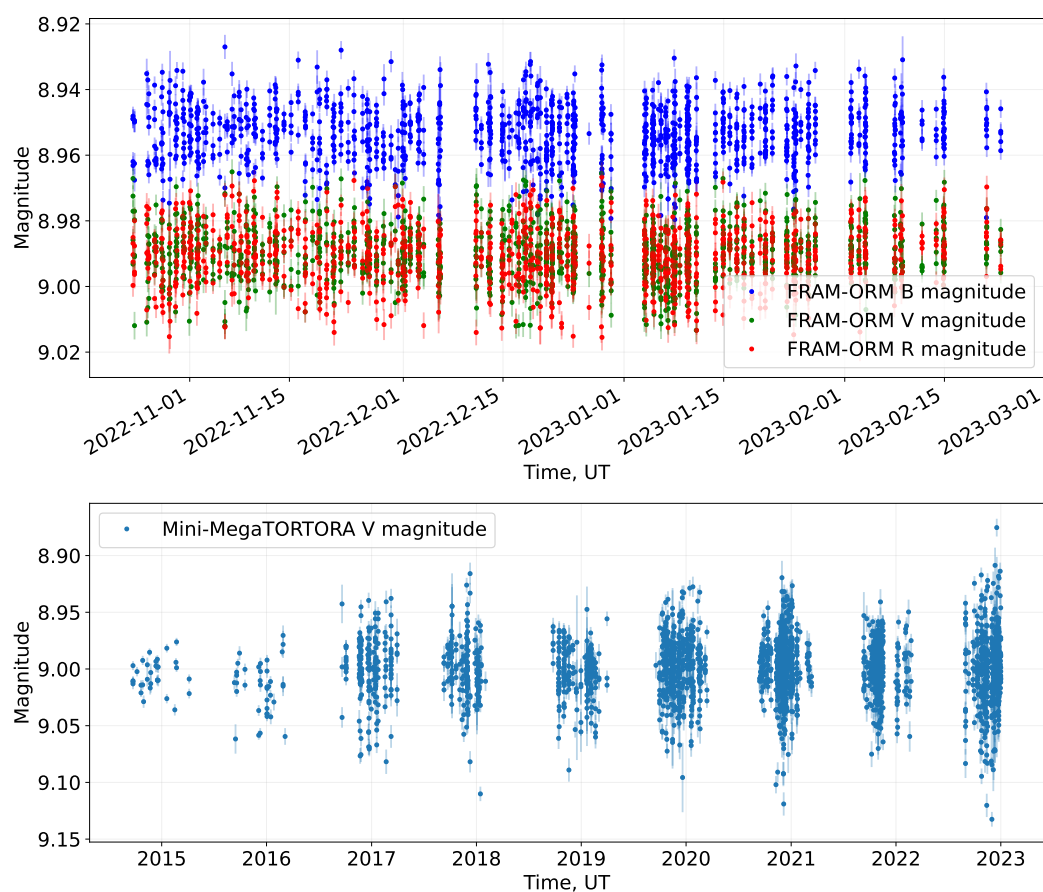 8.92
8.94
8.96
8.98
9.00
9.02
Magnitude
FRAM-ORM B magnitude
FRAM-ORM V magnitude
FRAM-ORM R magnitude
2022-11-01
2022-11-15
2022-12-01
2022-12-15
2023-01-01
2023-01-15
2023-02-01
2023-02-15
2023-03-01
Time, UT
Mini-MegaTORTORA V magnitude
8.90
8.95
9.00
9.05
9.10
9.15
Magnitude
2015 2016 2017 2018 2019 2020 2021 2022 2023
Time, UT